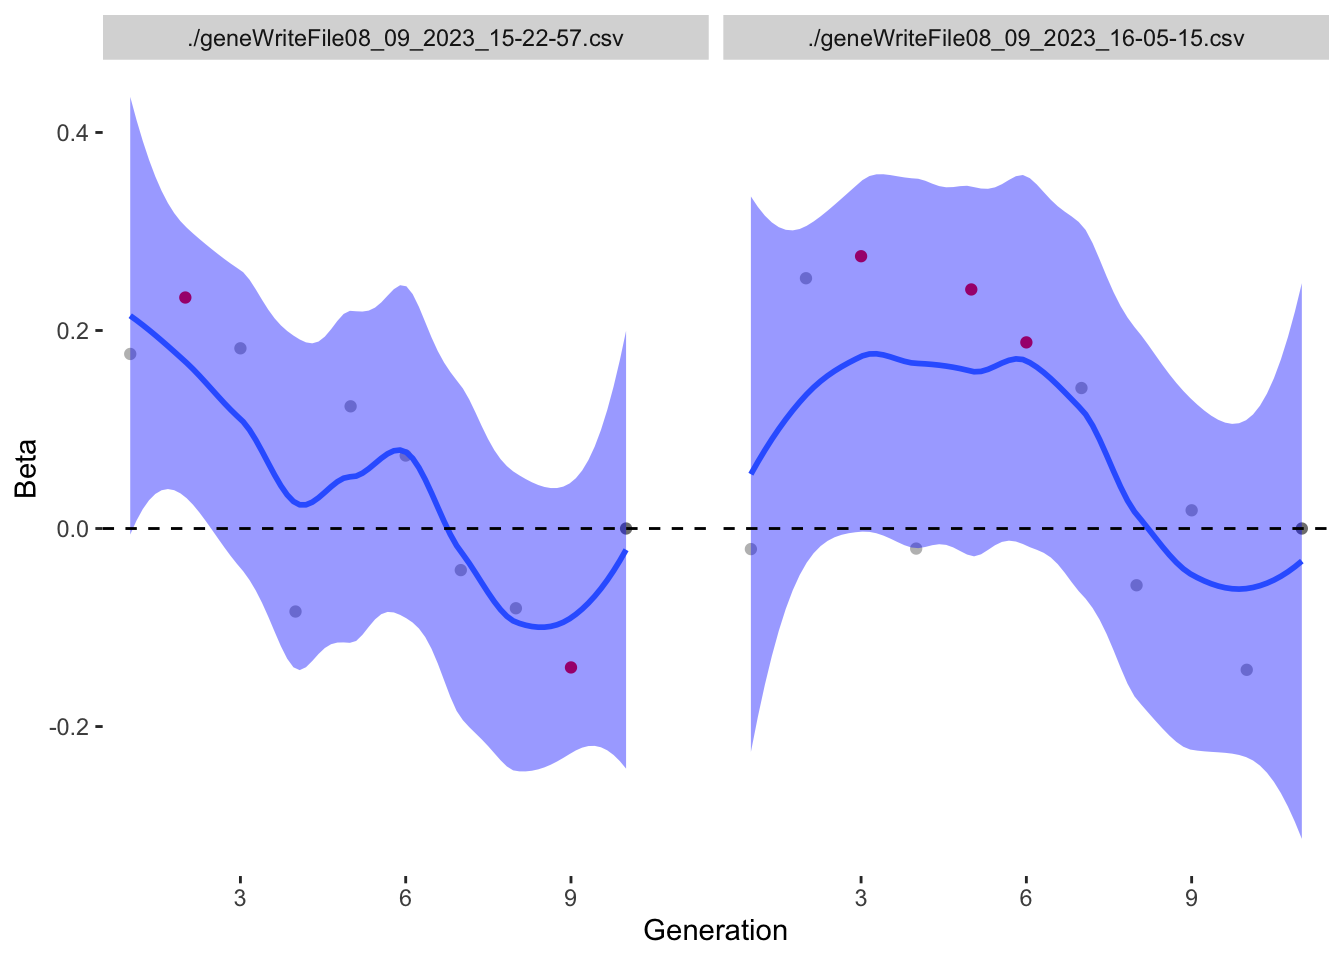 ./geneWriteFile08_09_2023_15-22-57.csv
./geneWriteFile08_09_2023_16-05-15.csv
Beta
0.4
0.2
0.0
-0.2
3 6 9
3 6 9
Generation